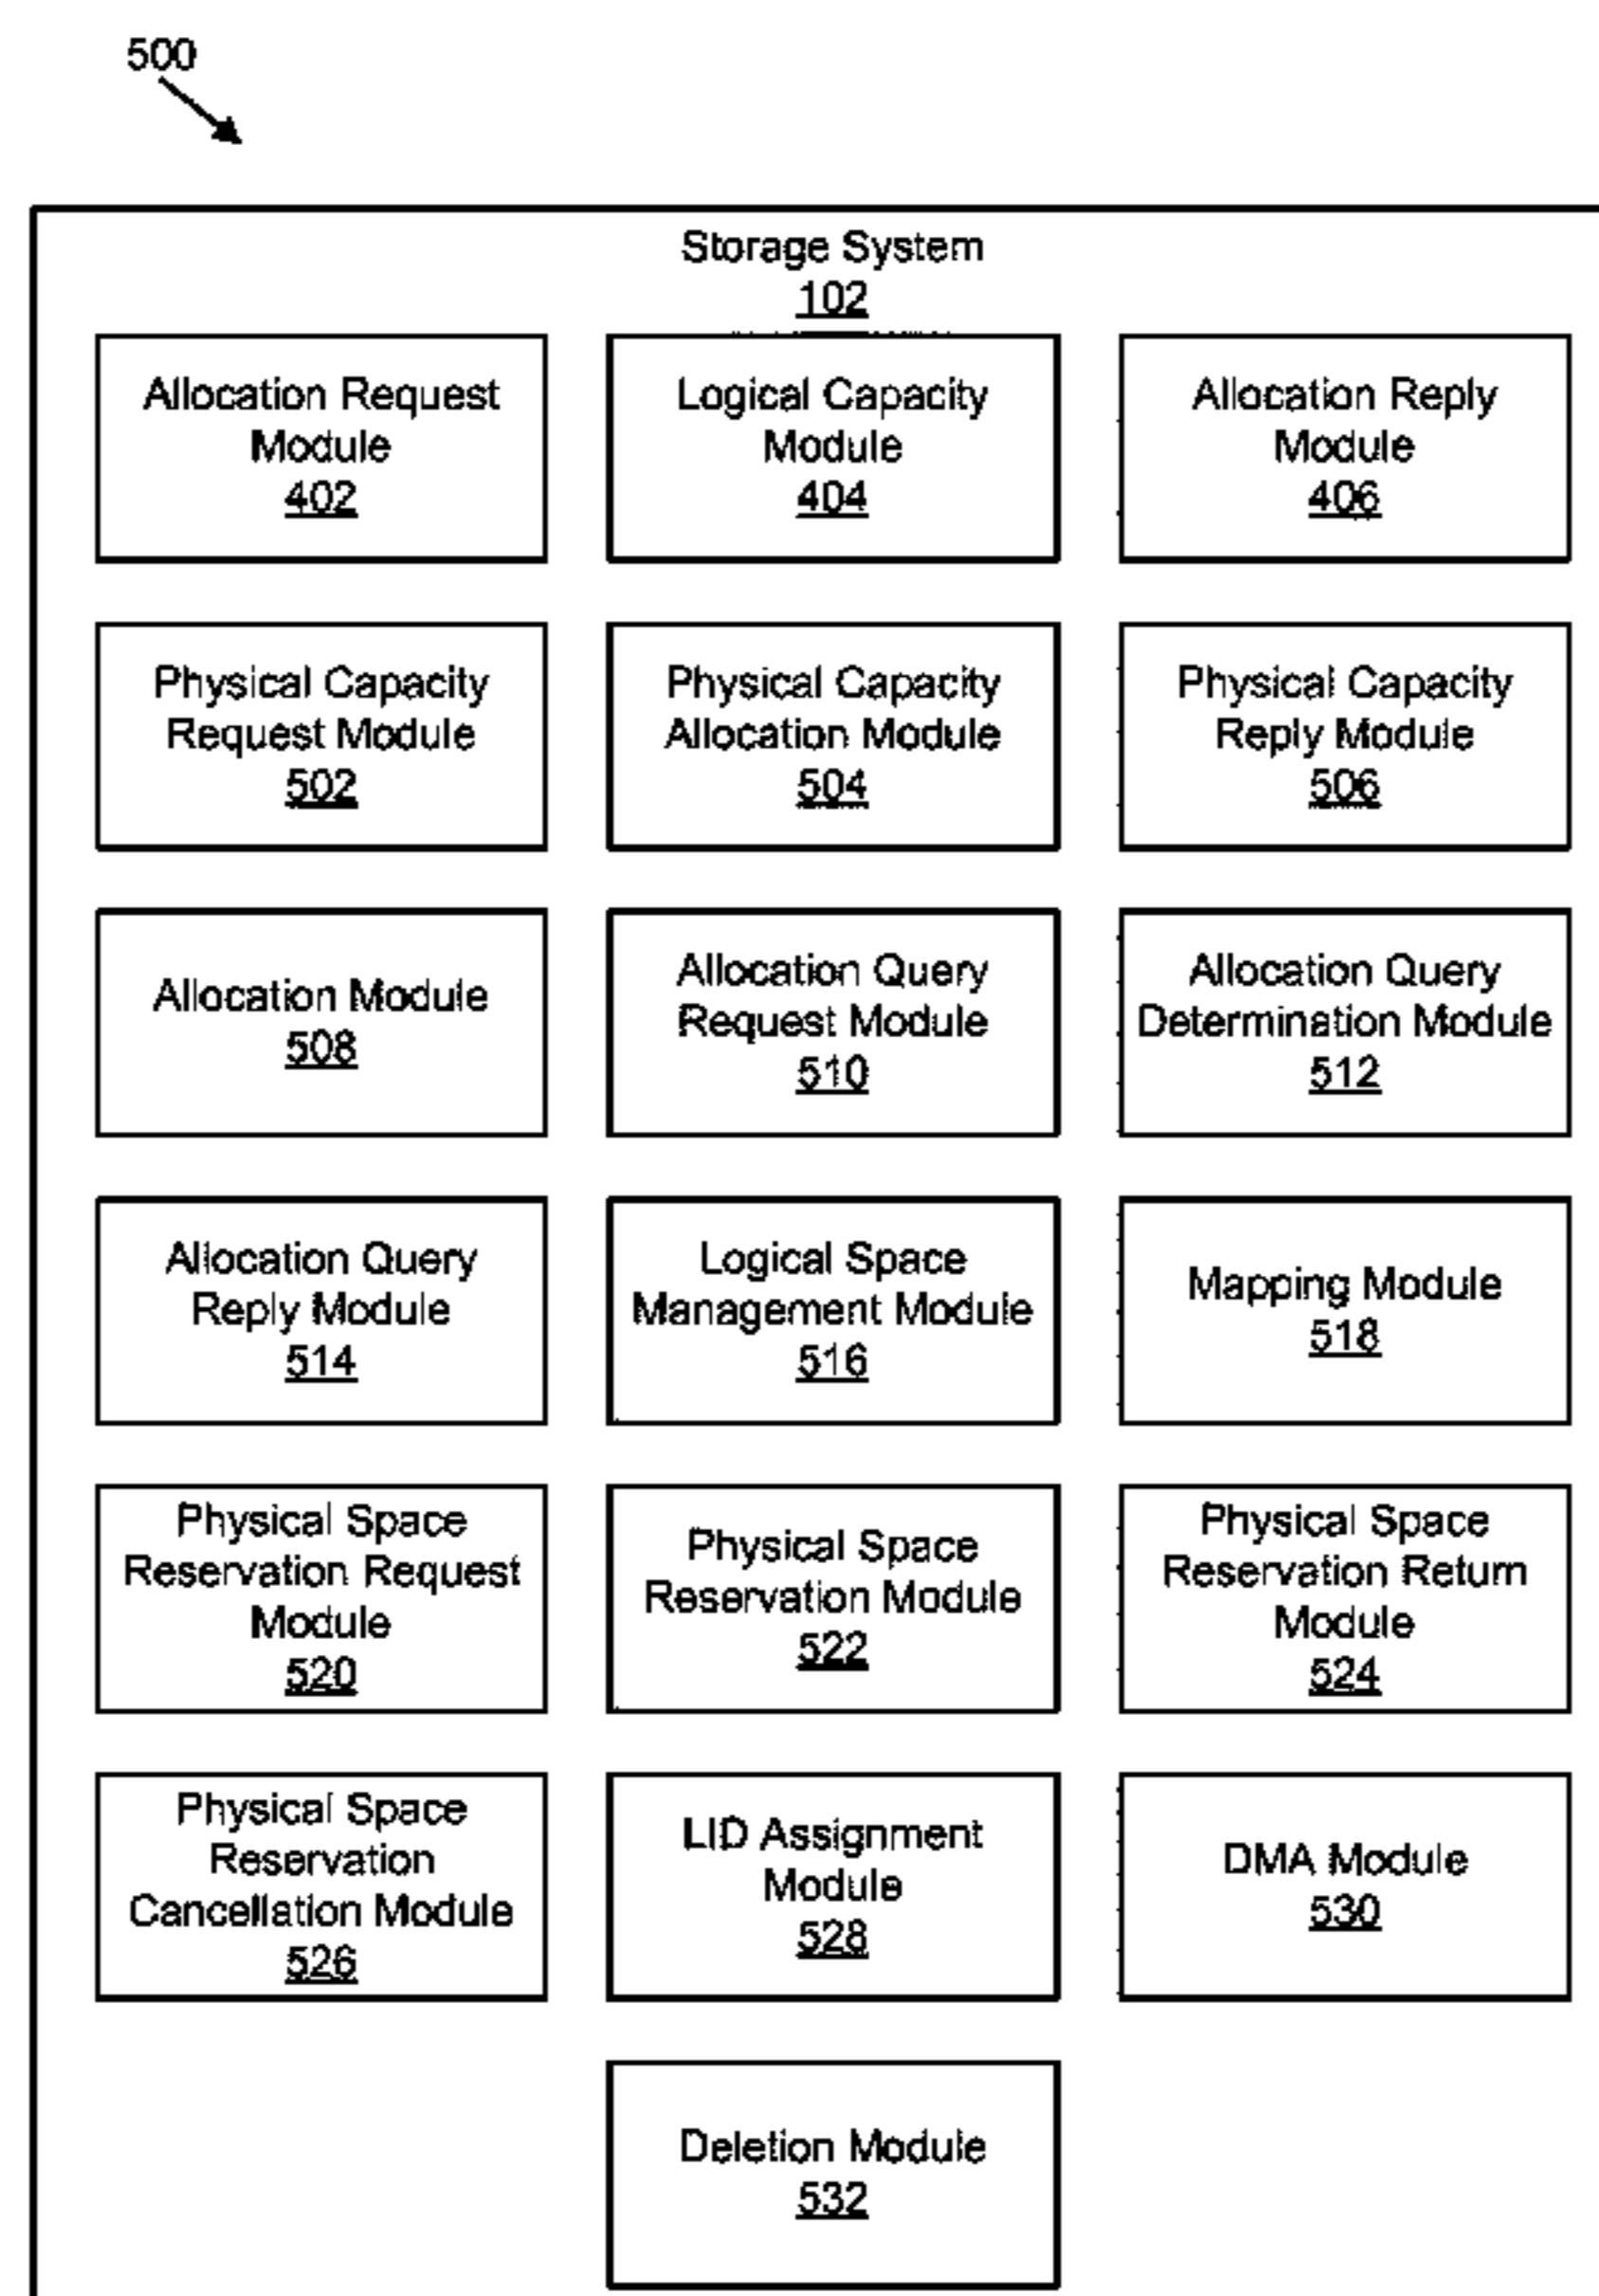 500
Storage System
102
Allocation Request
Module
402
Logical Capacity
Module
404
Allocation Reply
Module
406
Physical Capacity
Request Module
502
Physical Capacity
Allocation Module
504
Physical Capacity
Reply Module
506
Allocation Module
508
Allocation Query
Request Module
510
Allocation Query
Determination Module
512
Allocation Query
Reply Module
514
Logical Space
Management Module
516
Mapping Module
518
Physical Space
Reservation Request
Module
520
Physical Space
Reservation Module
522
Physical Space
Reservation Return
Module
524
Physical Space
Reservation
Cancellation Module
526
LID Assignment
Module
528
DMA Module
530
Deletion Module
532